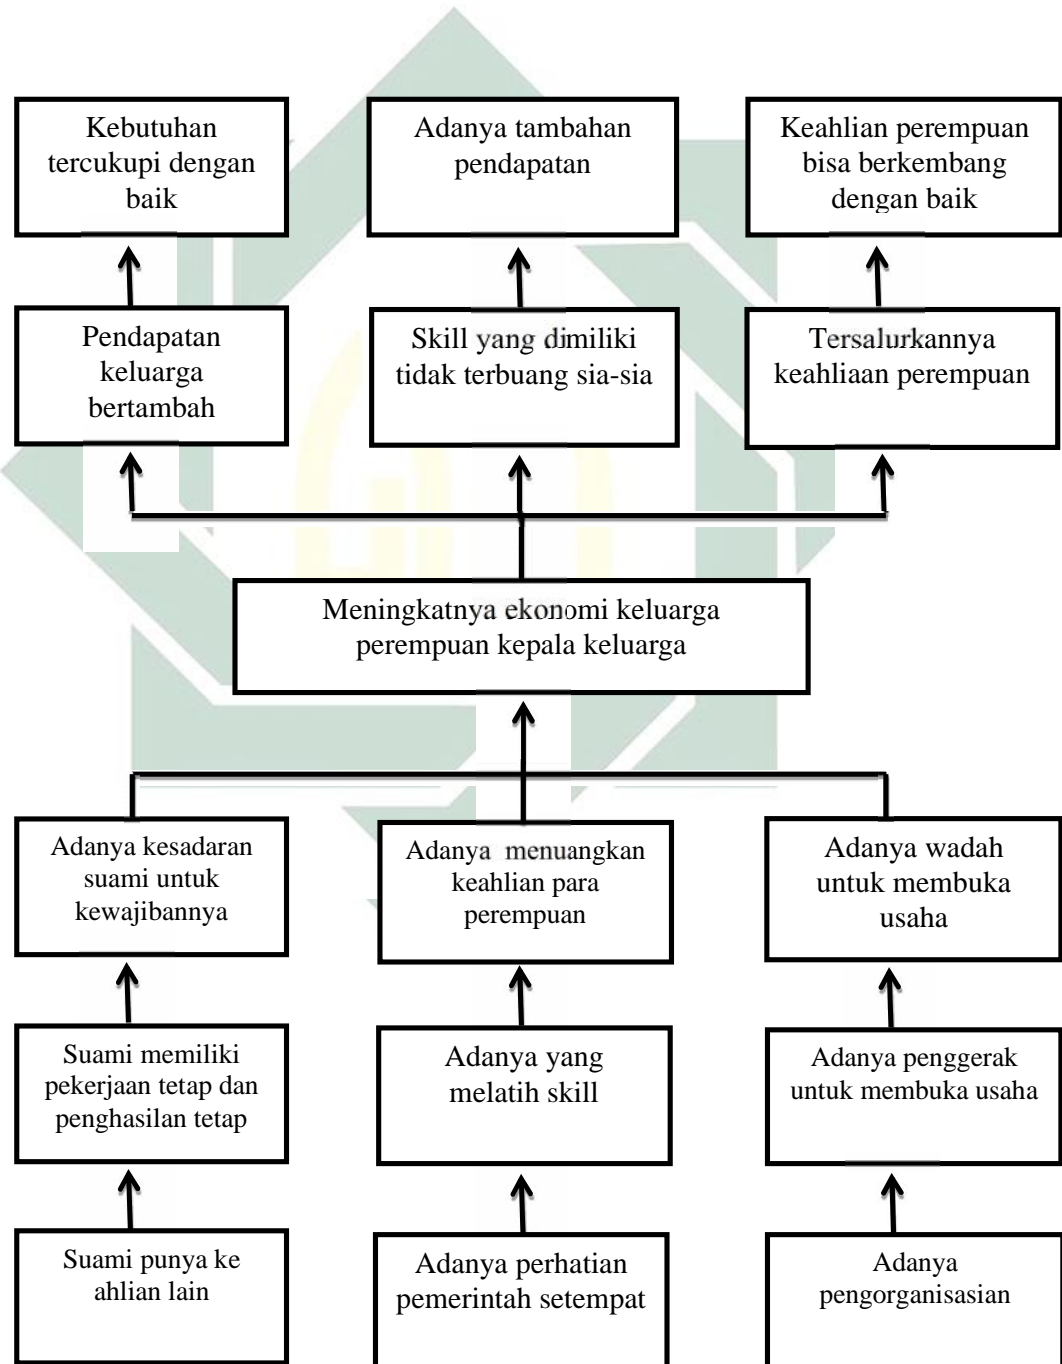 Kebutuhan
tercukupi dengan
baik
Adanya tambahan
pendapatan
Keahlian perempuan
bisa berkembang
dengan baik
Pendapatan
keluarga
bertambah
Skill yang dimiliki
tidak terbuang sia-sia
Tersalurkannya
keahliaan perempuan
Meningkatnya ekonomi keluarga
perempuan kepala keluarga
Adanya kesadaran
suami untuk
kewajibannya
Adanya menuangkan
keahlian para
perempuan
Adanya wadah
untuk membuka
usaha
Suami memiliki
pekerjaan tetap dan
penghasilan tetap
Adanya yang
melatih skill
Adanya penggerak
untuk membuka usaha
Suami punya ke
ahlian lain
Adanya perhatian
pemerintah setempat
Adanya
pengorganisasian